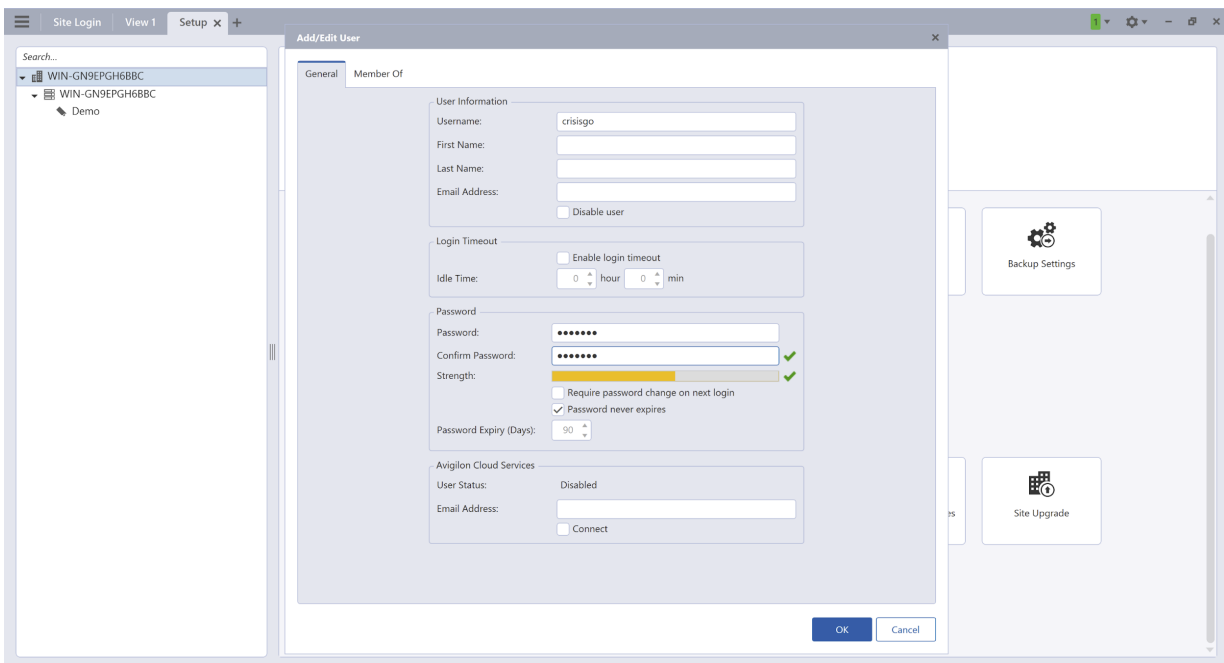 Site Login View 1 Setup × +
1
Search...
WIN-GN9EPGH6BBC
WIN-GN9EPGH6BBC
Demo
Add/Edit User
General Member Of
User Information
Username: crisisgo
First Name:
Last Name:
Email Address:
Disable user
Login Timeout
Enable login timeout
Idle Time: 0 hour 0 min
Password
Password: •••••••
Confirm Password: •••••••
Strength:
Require password change on next login
Password never expires
Password Expiry (Days): 90
Avigilon Cloud Services
User Status: Disabled
Email Address:
Connect
OK Cancel
Backup Settings
es Site Upgrade